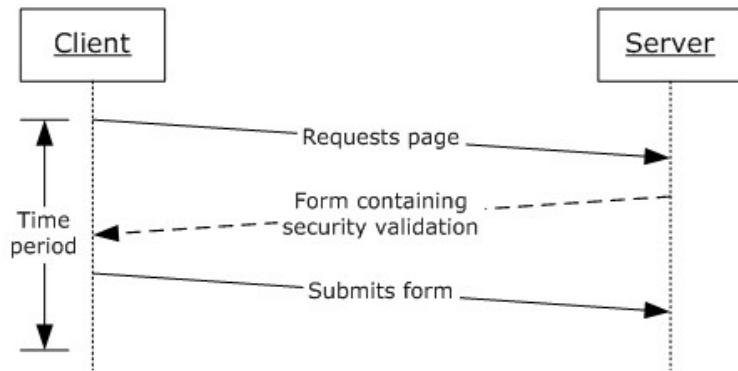 Client
Server
Requests page
Form containing
security validation
Time
period
Submits form